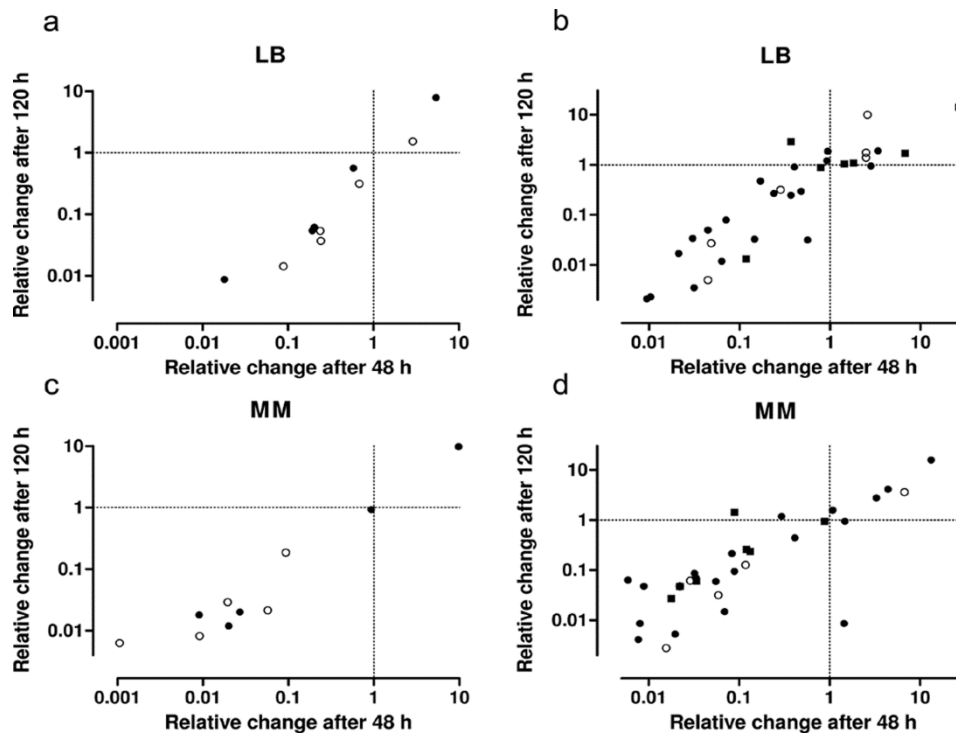 a
LB
Relative change after 120 h
10
1
0.1
0.01
0.001 0.01 0.1 1 10
Relative change after 48 h
b
LB
Relative change after 120 h
10
1
0.1
0.01
0.01 0.1 1 10
Relative change after 48 h
c
MM
Relative change after 120 h
10
1
0.1
0.01
0.001 0.01 0.1 1 10
Relative change after 48 h
d
MM
Relative change after 120 h
10
1
0.1
0.01
0.01 0.1 1 10
Relative change after 48 h